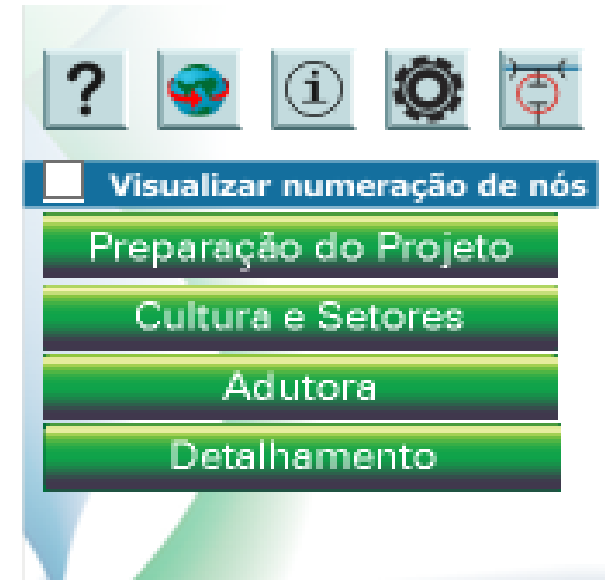 ? i
Visualizar numeração de nós
Preparação do Projeto
Cultura e Setores
Adutora
Detalhamento